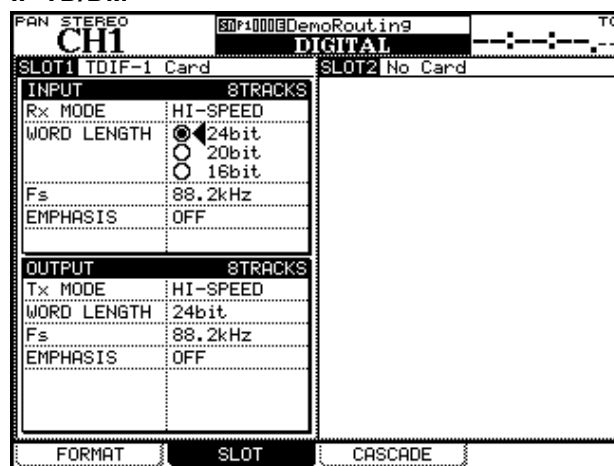 PAN STEREO
CH1
DemoRouting
DIGITAL
--:--:--.--
SLOT1 TDIF-1 Card
SLOT2 No Card
INPUT 8TRACKS
Rx MODE HI-SPEED
WORD LENGTH 24bit
20bit
16bit
Fs 88.2kHz
EMPHASIS OFF
OUTPUT 8TRACKS
Tx MODE HI-SPEED
WORD LENGTH 24bit
Fs 88.2kHz
EMPHASIS OFF
FORMAT SLOT CASCADE